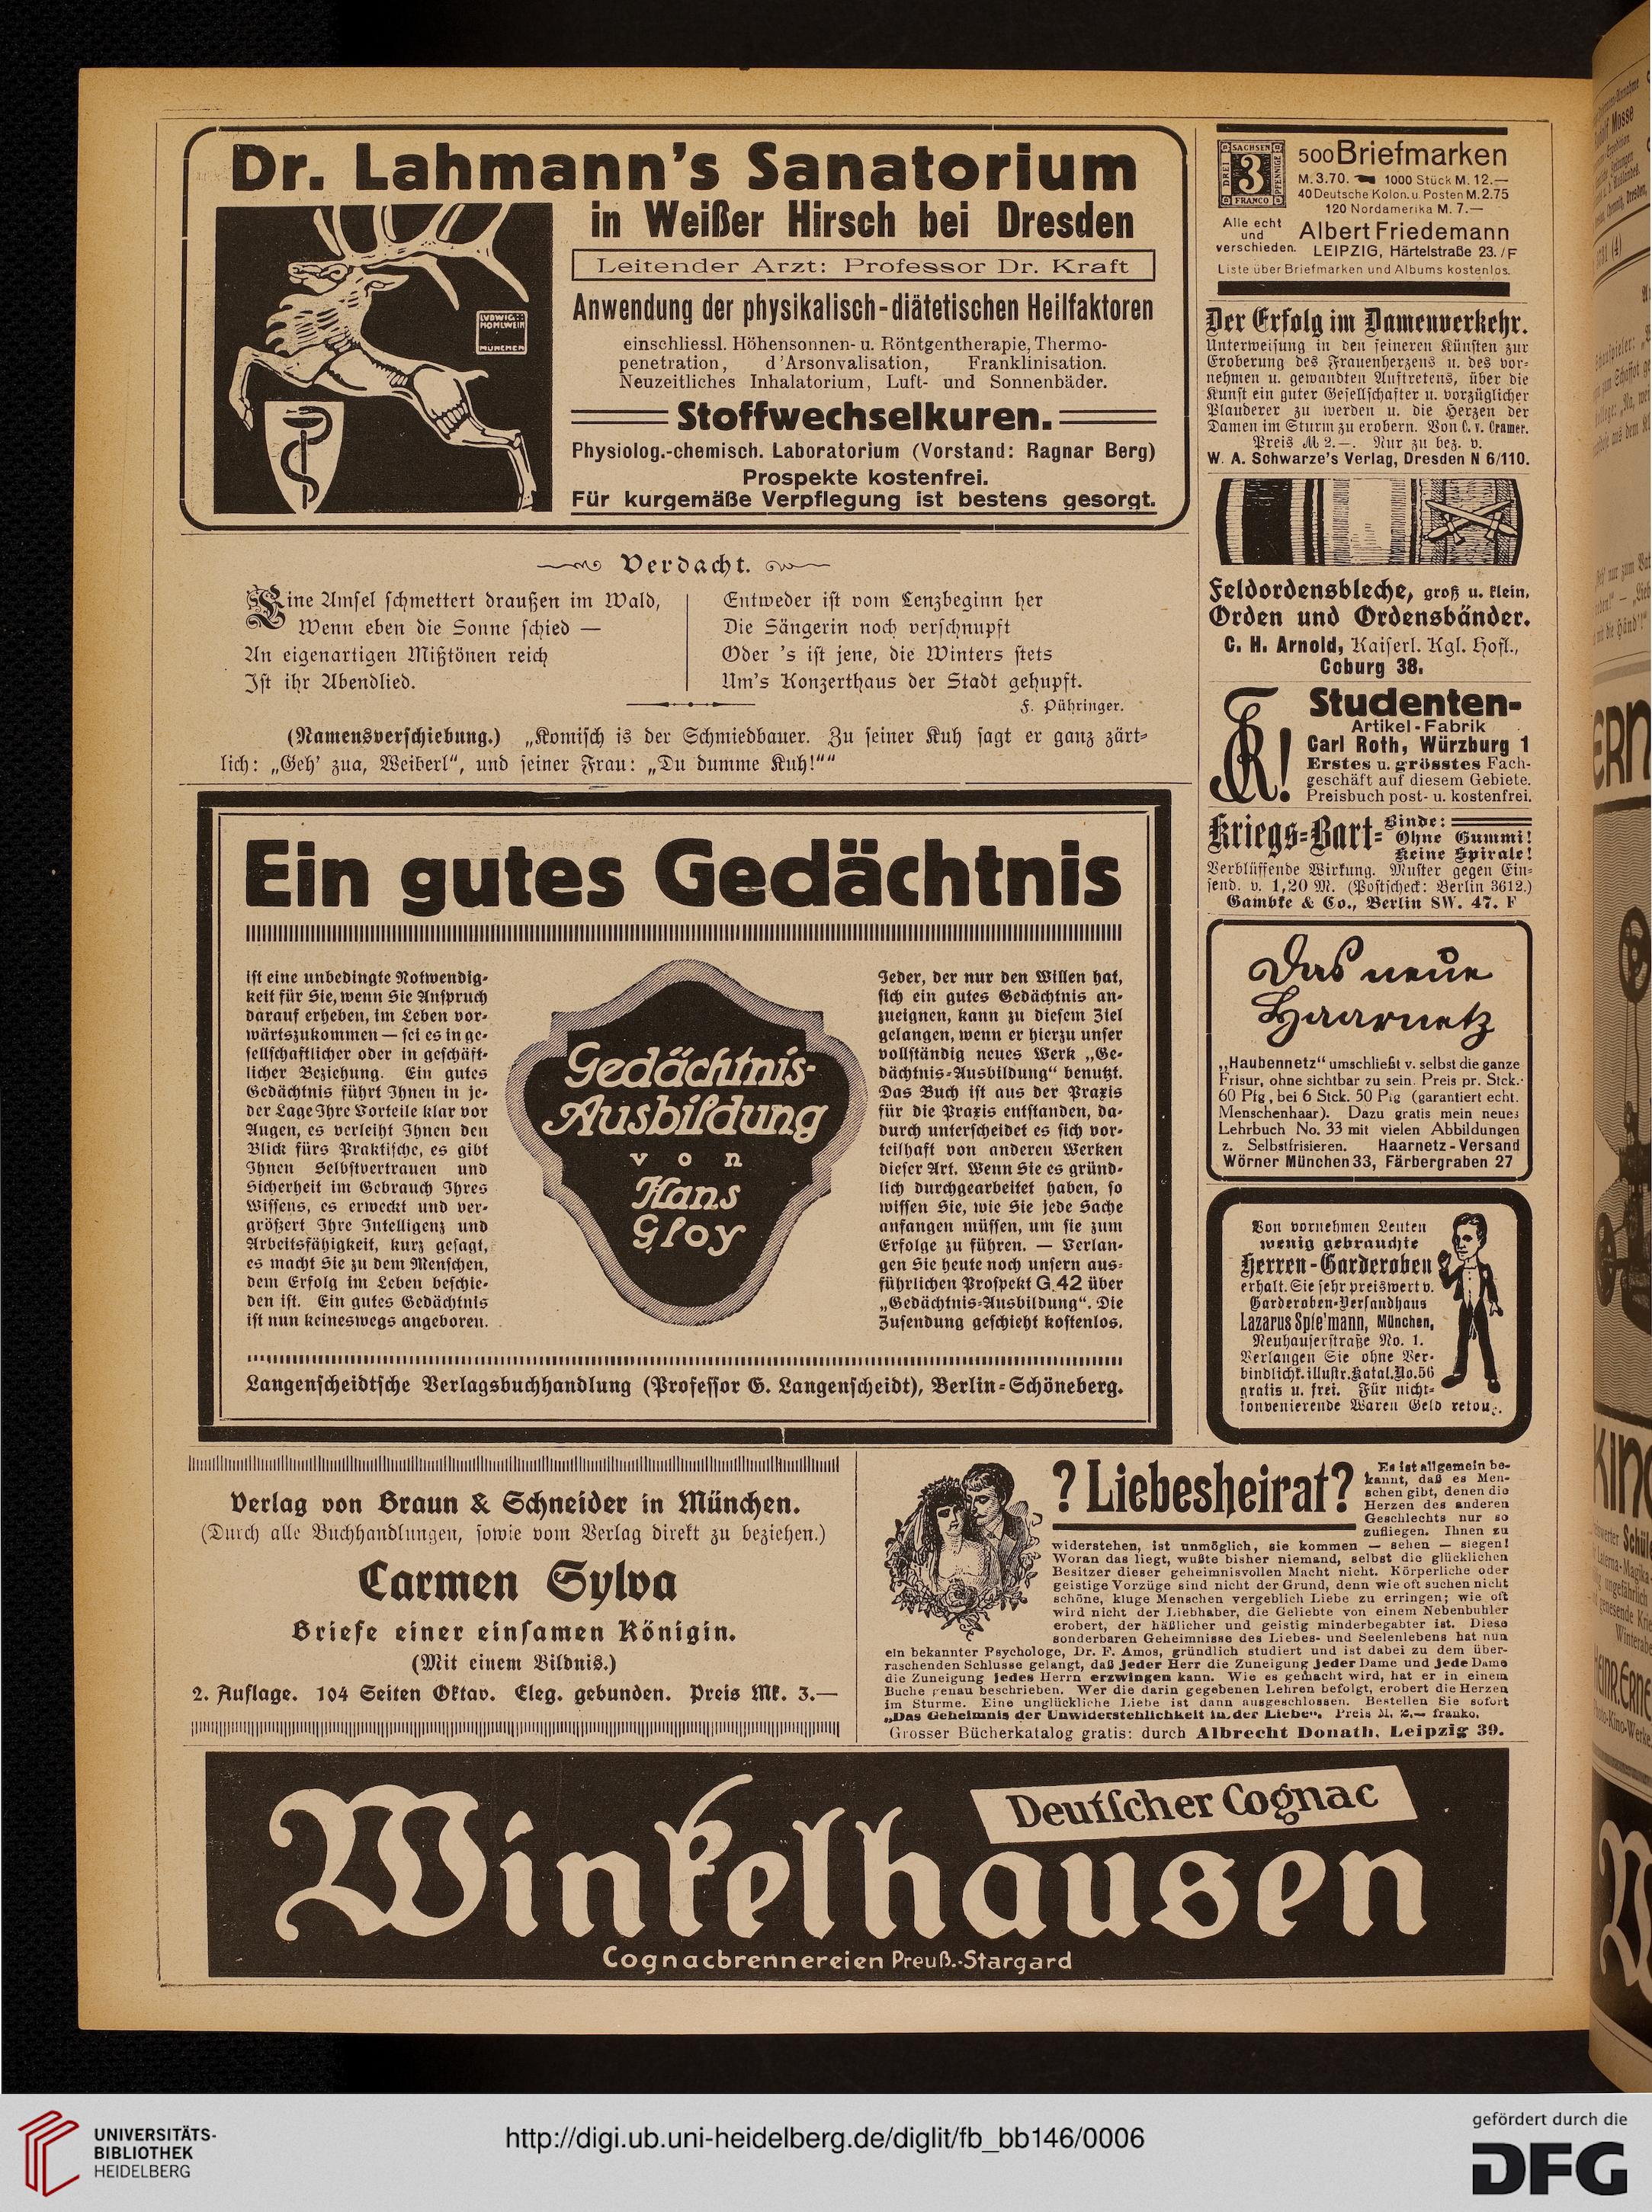 Dr. Lahmann's Sanatorium
in Weißer Hirsch bei Dresden
Leitender Arzt: Professor Dr. Kraft
Anwendung der physikalisch-diätetischen Heilfaktoren
einschliessl. Höhensonnen- u. Röntgentherapie, Thermo-
penetration, d'Arsonvalisation, Franklinisation.
Neuzeitliches Inhalatorium, Luft- und Sonnenbäder.
Stoffwechselkuren.
Physiolog.-chemisch. Laboratorium (Vorstand: Ragnar Berg)
Prospekte kostenfrei.
Für kurgemäße Verpflegung ist bestens gesorgt.
LVDWIG
HOHLWEIN
MÜNCHEN
Verdacht.
Eine Amsel schmettert draußen im Wald,
Wenn eben die Sonne schied —
An eigenartigen Mißtönen reich
Ist ihr Abendlied.
Entweder ist vom Lenzbeginn her
Die Sängerin noch verschnupft
Oder 's ist jene, die Winters stets
Um's Konzerthaus der Stadt gehupft.
F. Pühringer.
(Namensverschiebung.) „Komisch is der Schmiedbauer. Zu seiner Kuh sagt er ganz zärt-
lich: „Geh' zua, Weiberl“, und seiner Frau: „Du dumme Kuh!““
Ein gutes Gedächtnis
ist eine unbedingte Notwendig-
keit für Sie, wenn Sie Anspruch
darauf erheben, im Leben vor-
wärtszukommen — sei es in ge-
sellschaftlicher oder in geschäft-
licher Beziehung. Ein gutes
Gedächtnis führt Ihnen in je-
der Lage Ihre Vorteile klar vor
Augen, es verleiht Ihnen den
Blick fürs Praktische, es gibt
Ihnen Selbstvertrauen und
Sicherheit im Gebrauch Ihres
Wissens, es erweckt und ver-
größert Ihre Intelligenz und
Arbeitsfähigkeit, kurz gesagt,
es macht Sie zu dem Menschen,
dem Erfolg im Leben beschie-
den ist. Ein gutes Gedächtnis
ist nun keineswegs angeboren.
Gedächtnis-
Ausbildung
von
Hans
Gloy
Jeder, der nur den Willen hat,
sich ein gutes Gedächtnis an-
zueignen, kann zu diesem Ziel
gelangen, wenn er hierzu unser
vollständig neues Werk „Ge-
dächtnis-Ausbildung“ benutzt.
Das Buch ist aus der Praxis
für die Praxis entstanden, da-
durch unterscheidet es sich vor-
teilhaft von anderen Werken
dieser Art. Wenn Sie es gründ-
lich durchgearbeitet haben, so
wissen Sie, wie Sie jede Sache
anfangen müssen, um sie zum
Erfolge zu führen. — Verlan-
gen Sie heute noch unsern aus-
führlichen Prospekt G. 42 über
„Gedächtnis-Ausbildung“. Die
Zusendung geschieht kostenlos.
Langenscheidtsche Verlagsbuchhandlung (Professor G. Langenscheidt), Berlin-Schöneberg.
SACHSEN
DREI
3
PFENNIGE
FRANCO
500 Briefmarken
M. 3.70. 1000 Stück M. 12.—
40 Deutsche Kolon. u. Posten M. 2.75
120 Nordamerika M. 7.—
Alle echt
und
verschieden.
Albert Friedemann
LEIPZIG, Härtelstraße 23./F
Liste über Briefmarken und Albums kostenlos.
Der Erfolg im Damenverkehr.
Unterweisung in den feineren Künsten zur
Eroberung des Frauenherzens u. des vor-
nehmen u. gewandten Auftretens, über die
Kunst ein guter Gesellschafter u. vorzüglicher
Plauderer zu werden u. die Herzen der
Damen im Sturm zu erobern. Von C. v. Cramer.
Preis M 2.—. Nur zu bez. v.
W. A. Schwarze's Verlag, Dresden N 6/110.
Feldordensbleche, groß u. klein,
Orden und Ordensbänder.
C. H. Arnold, Kaiserl. Kgl. Hofl.,
Coburg 38.
Studenten-
Artikel-Fabrik
Carl Roth, Würzburg 1
Erstes u. grösstes Fach-
geschäft auf diesem Gebiete.
Preisbuch post- u. kostenfrei.
Kriegs-Bart-Binde:
Ohne Gummi!
Keine Spirale!
Verblüffende Wirkung. Muster gegen Ein-
send. v. 1,20 M. (Postscheck: Berlin 3612.)
Gambke & Co., Berlin SW. 47. F
Das neue
Haarnetz
„Haubennetz“ umschließt v. selbst die ganze
Frisur, ohne sichtbar zu sein. Preis pr. Stck.
60 Pfg., bei 6 Stck. 50 Pfg (garantiert echt.
Menschenhaar). Dazu gratis mein neues
Lehrbuch No. 33 mit vielen Abbildungen
z. Selbstfrisieren. Haarnetz-Versand
Wörner München 33, Färbergraben 27
Von vornehmen Leuten
wenig gebrauchte
Herren-Garderoben
erhalt. Sie sehr preiswert v.
Garderoben-Versandhaus
Lazarus Spielmann, München,
Neuhauserstraße No. 1.
Verlangen Sie ohne Ver-
bindlichk. illustr. Katal. No. 56
gratis u. frei. Für nicht-
konvenierende Waren Geld retour.
Verlag von Braun & Schneider in München.
(Durch alle Buchhandlungen, sowie vom Verlag direkt zu beziehen.)
Carmen Sylva
Briefe einer einsamen Königin.
(Mit einem Bildnis.)
2. Auflage. 104 Seiten Oktav. Eleg. gebunden. Preis Mk. 3.—
? Liebesheirat?
Es ist allgemein be-
kannt, daß es Men-
schen gibt, denen die
Herzen des anderen
Geschlechts nur so
zufliegen. Ihnen zu
widerstehen, ist unmöglich, sie kommen — sehen — siegen!
Woran das liegt, wußte bisher niemand, selbst die glücklichen
Besitzer dieser geheimnisvollen Macht nicht. Körperliche oder
geistige Vorzüge sind nicht der Grund, denn wie oft suchen nicht
schöne, kluge Menschen vergeblich Liebe zu erringen; wie oft
wird nicht der Liebhaber, die Geliebte von einem Nebenbuhler
erobert, der häßlicher und geistig minderbegabter ist. Diese
sonderbaren Geheimnisse des Liebes- und Seelenlebens hat nun
ein bekannter Psychologe, Dr. F. Amos, gründlich studiert und ist dabei zu dem über-
raschenden Schlusse gelangt, daß jeder Herr die Zuneigung jeder Dame und jede Dame
die Zuneigung jedes Herrn erzwingen kann. Wie es gemacht wird, hat er in einem
Buche genau beschrieben. Wer die darin gegebenen Lehren befolgt, erobert die Herzen
im Sturme. Eine unglückliche Liebe ist dann ausgeschlossen. Bestellen Sie sofort
„Das Geheimnis der Unwiderstehlichkeit in der Liebe“. Preis M. 2.— franko.
Grosser Bücherkatalog gratis: durch Albrecht Donath, Leipzig 39.
Deutscher Cognac
Winkelhausen
Cognacbrennereien Preuß.-Stargard
UNIVERSITÄTS-
BIBLIOTHEK
HEIDELBERG
http://digi.ub.uni-heidelberg.de/diglit/fb_bb146/0006
gefördert durch die
DFG